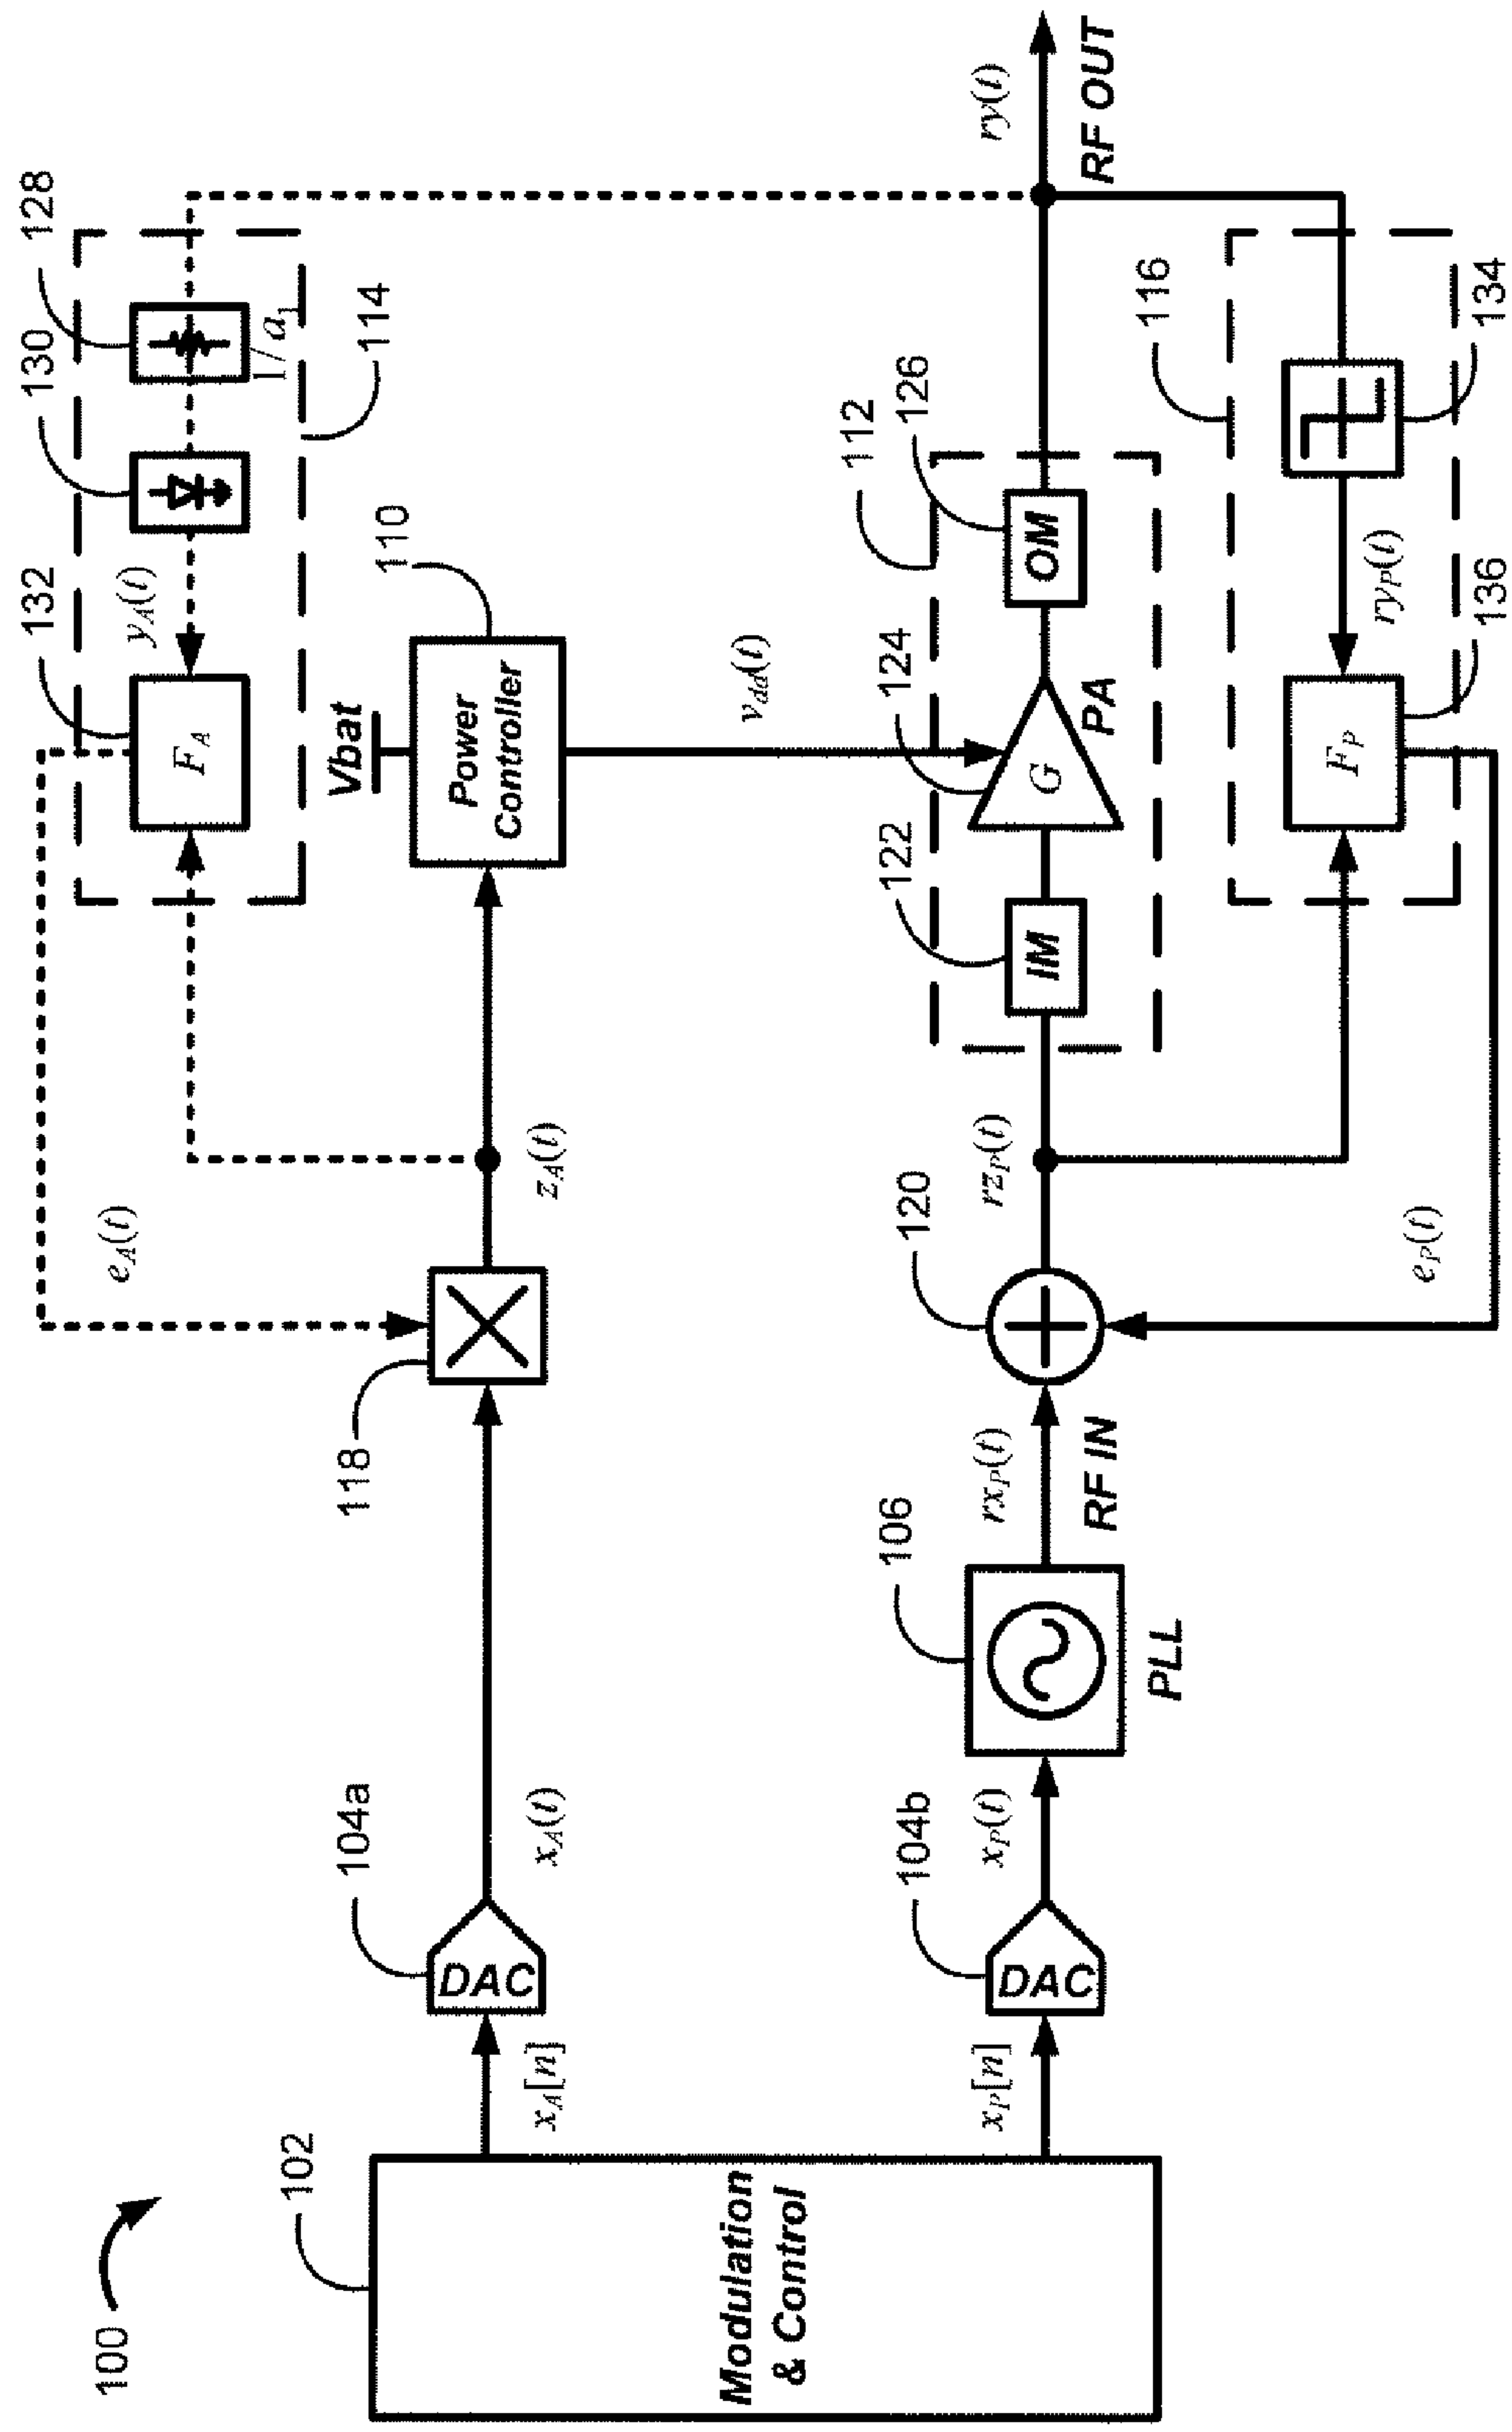 100
102
Modulation
& Control
x_A[n]
x_P[n]
104a
DAC
104b
DAC
x_A(t)
x_P(t)
106
PLL
rx_P(t)
RF IN
118
120
e_A(t)
z_A(t)
rz_P(t)
e_P(t)
132
F_A
y_A(t)
130
128
1/a_1
114
Vbat
110
Power
Controller
v_dd(t)
112
122
IM
124
G
PA
126
OM
116
F_P
136
ry_P(t)
134
ry(t)
RF OUT